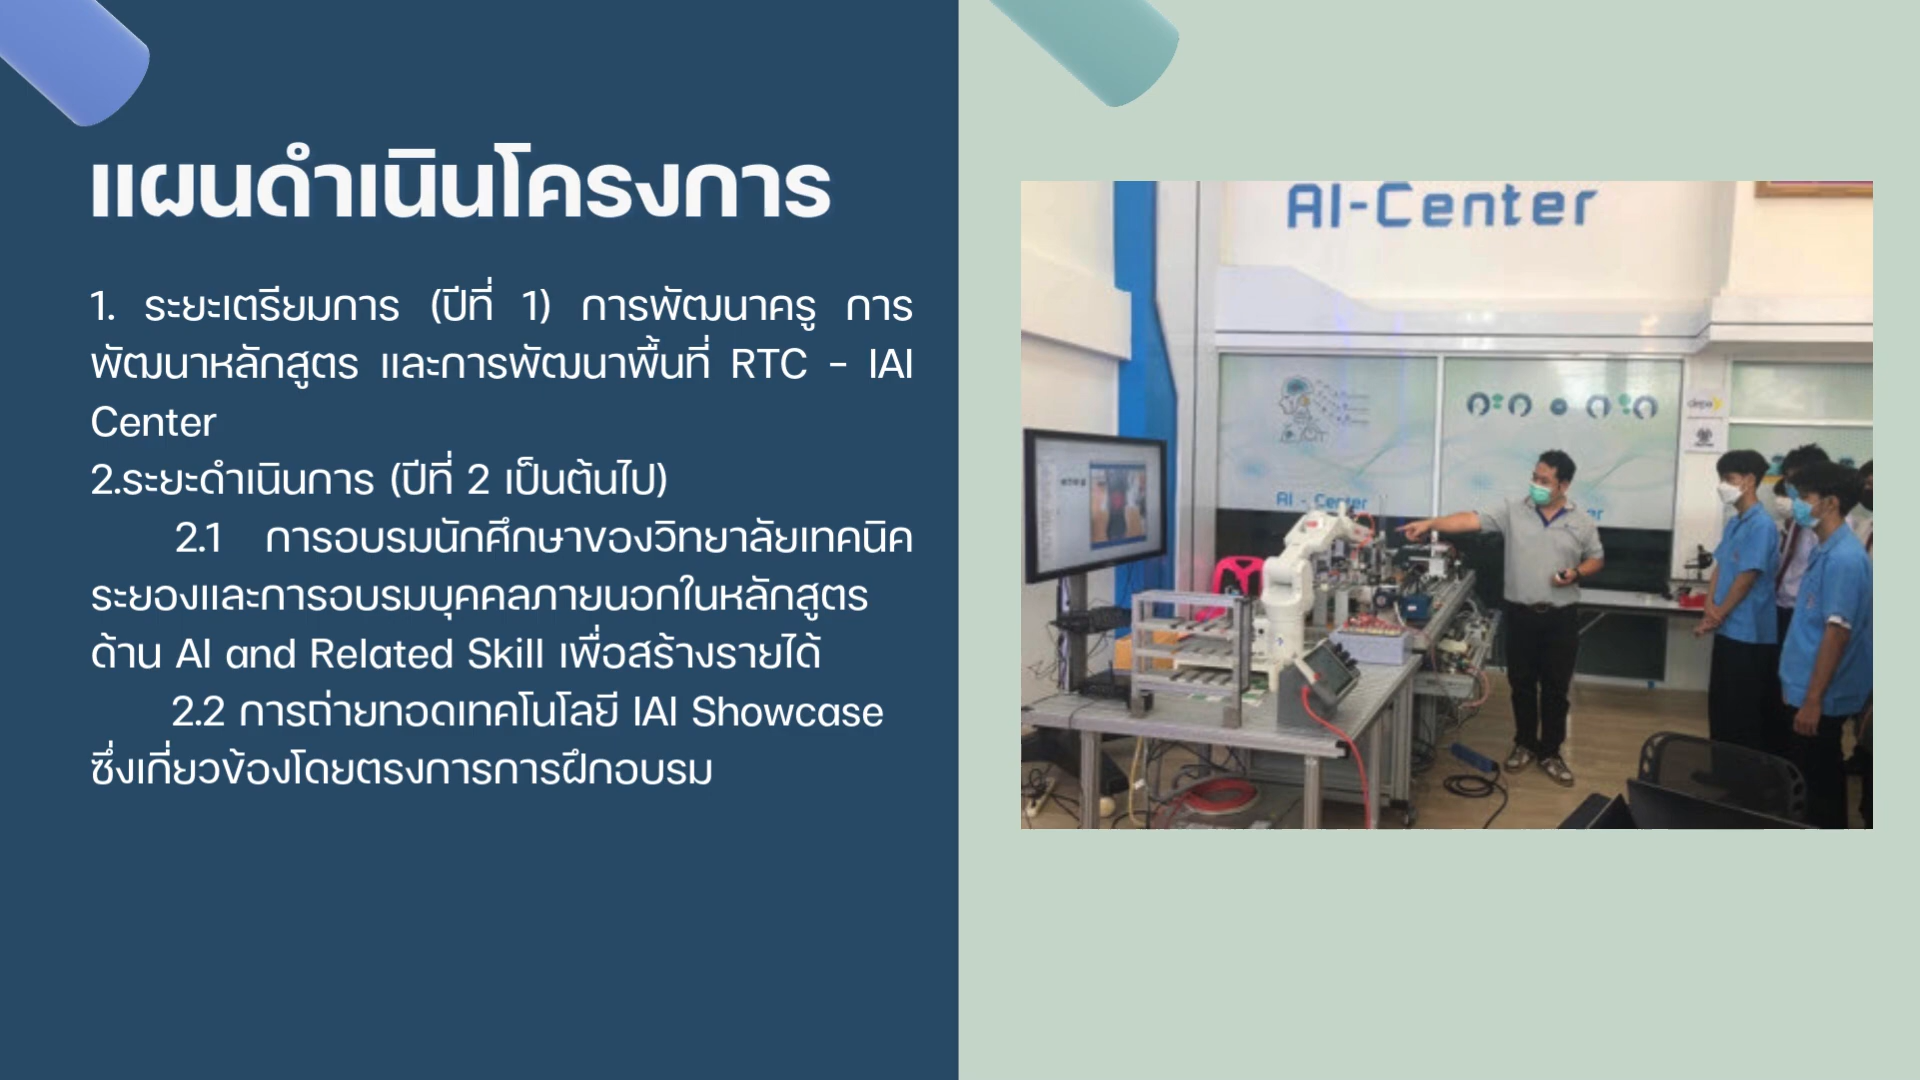 แผนดำเนินโครงการ
1. ระยะเตรียมการ (ปีที่ 1) การพัฒนาครู การ
พัฒนาหลักสูตร และการพัฒนาพื้นที่ RTC - IAI
Center
2.ระยะดำเนินการ (ปีที่ 2 เป็นต้นไป)
2.1 การอบรมนักศึกษาของวิทยาลัยเทคนิค
ระยองและการอบรมบุคคลภายนอกในหลักสูตร
ด้าน AI and Related Skill เพื่อสร้างรายได้
2.2 การถ่ายทอดเทคโนโลยี IAI Showcase
ซึ่งเกี่ยวข้องโดยตรงการการฝึกอบรม
AI-Center
depa
AI - Center